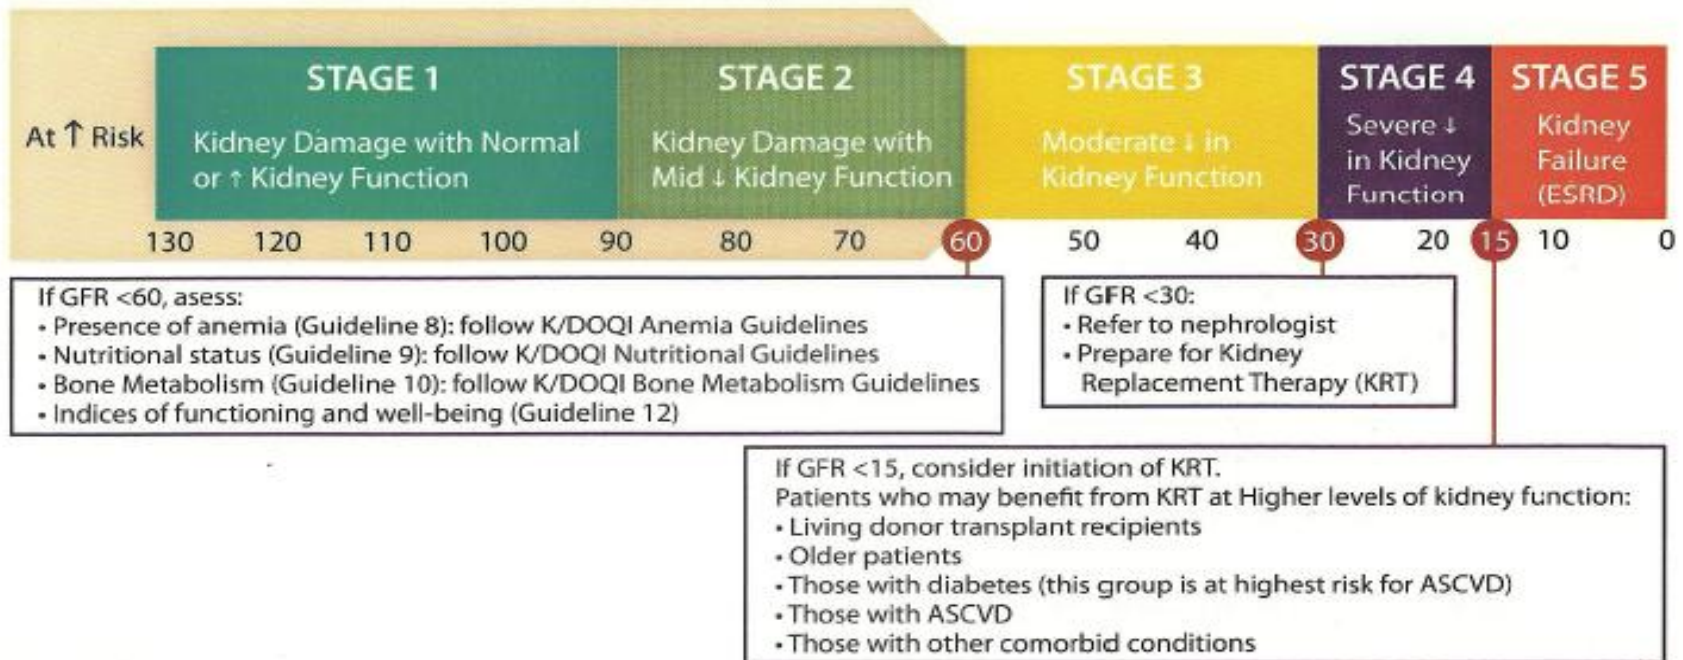 At ↑ Risk
STAGE 1
Kidney Damage with Normal
or ↑ Kidney Function
STAGE 2
Kidney Damage with
Mid ↓ Kidney Function
STAGE 3
Moderate ↓ in
Kidney Function
STAGE 4
Severe ↓
in Kidney
Function
STAGE 5
Kidney
Failure
(ESRD)
130 120 110 100 90 80 70 60 50 40 30 20 15 10 0
If GFR <60, asess:
• Presence of anemia (Guideline 8): follow K/DOQI Anemia Guidelines
• Nutritional status (Guideline 9): follow K/DOQI Nutritional Guidelines
• Bone Metabolism (Guideline 10): follow K/DOQI Bone Metabolism Guidelines
• Indices of functioning and well-being (Guideline 12)
If GFR <30:
• Refer to nephrologist
• Prepare for Kidney
Replacement Therapy (KRT)
If GFR <15, consider initiation of KRT.
Patients who may benefit from KRT at Higher levels of kidney function:
• Living donor transplant recipients
• Older patients
• Those with diabetes (this group is at highest risk for ASCVD)
• Those with ASCVD
• Those with other comorbid conditions